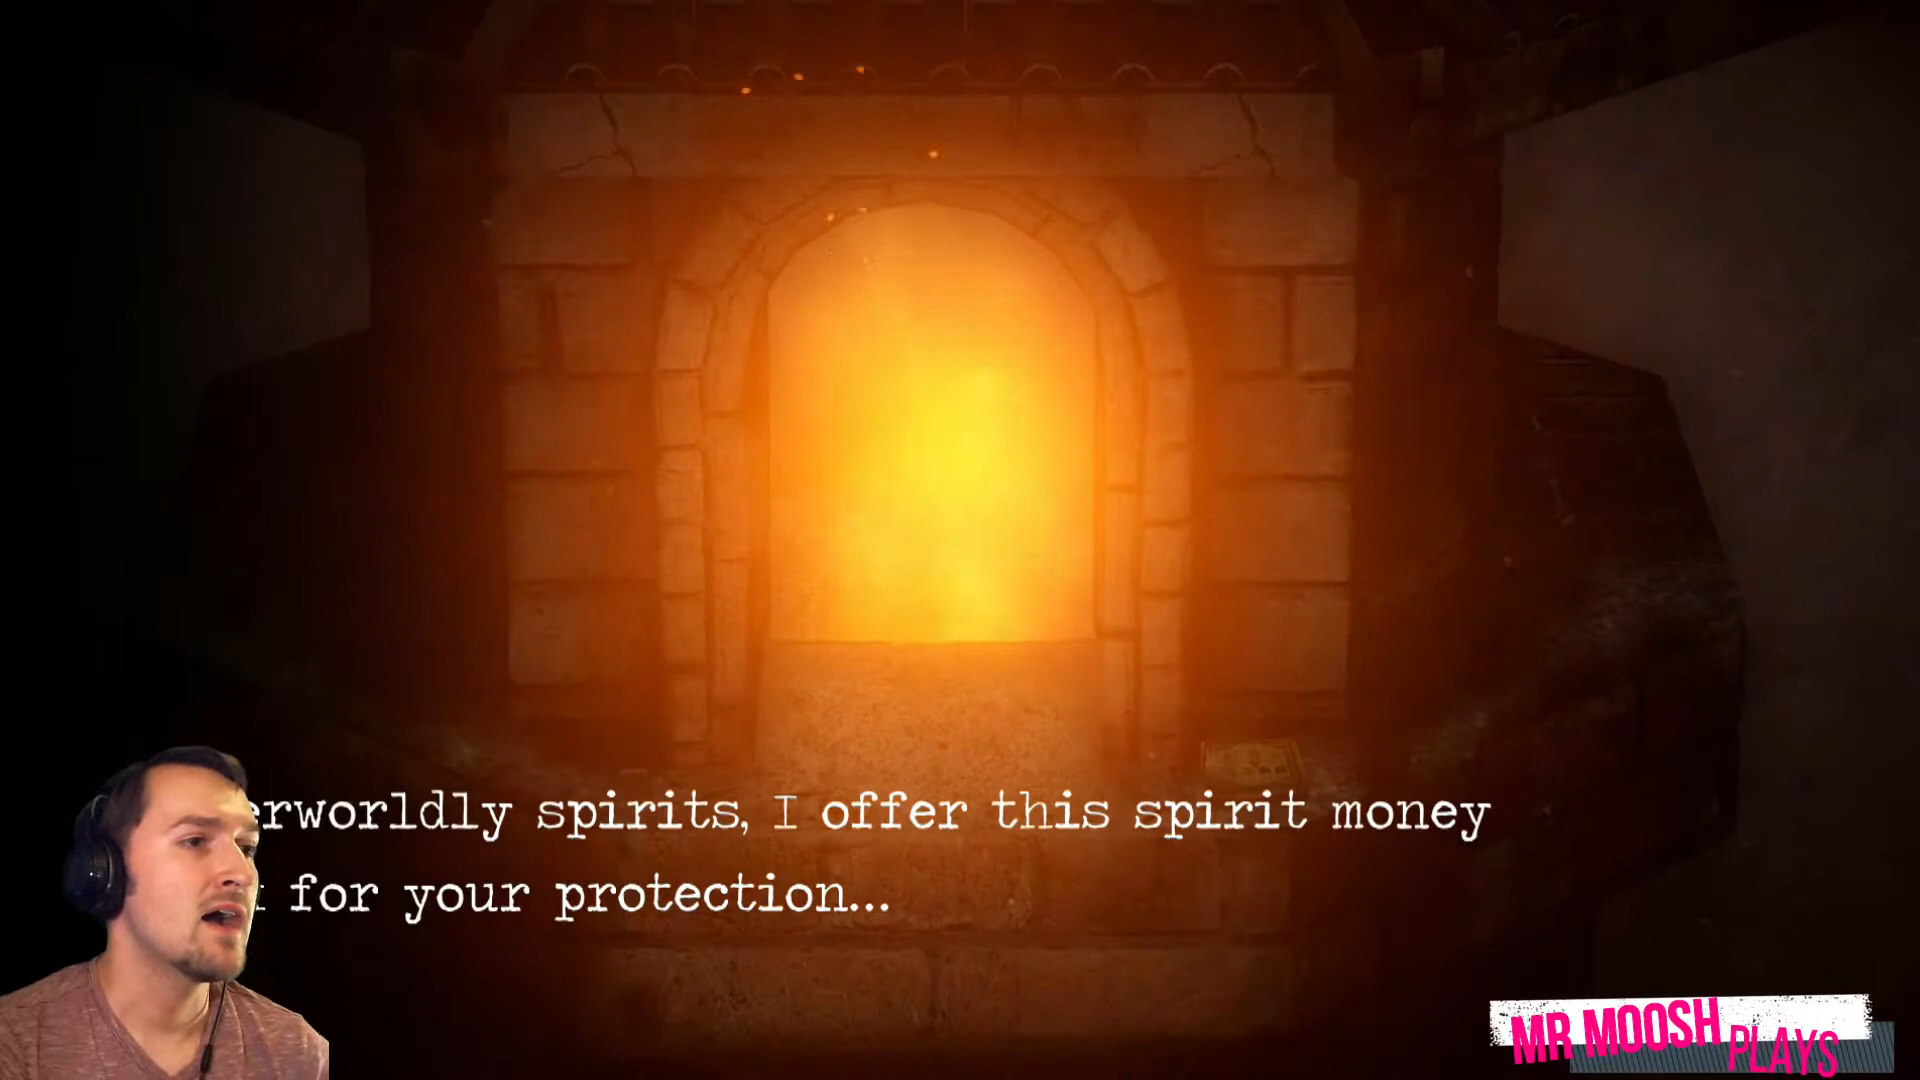 erworldly spirits, I offer this spirit money
for your protection...
MR MOOSH
PLAYS